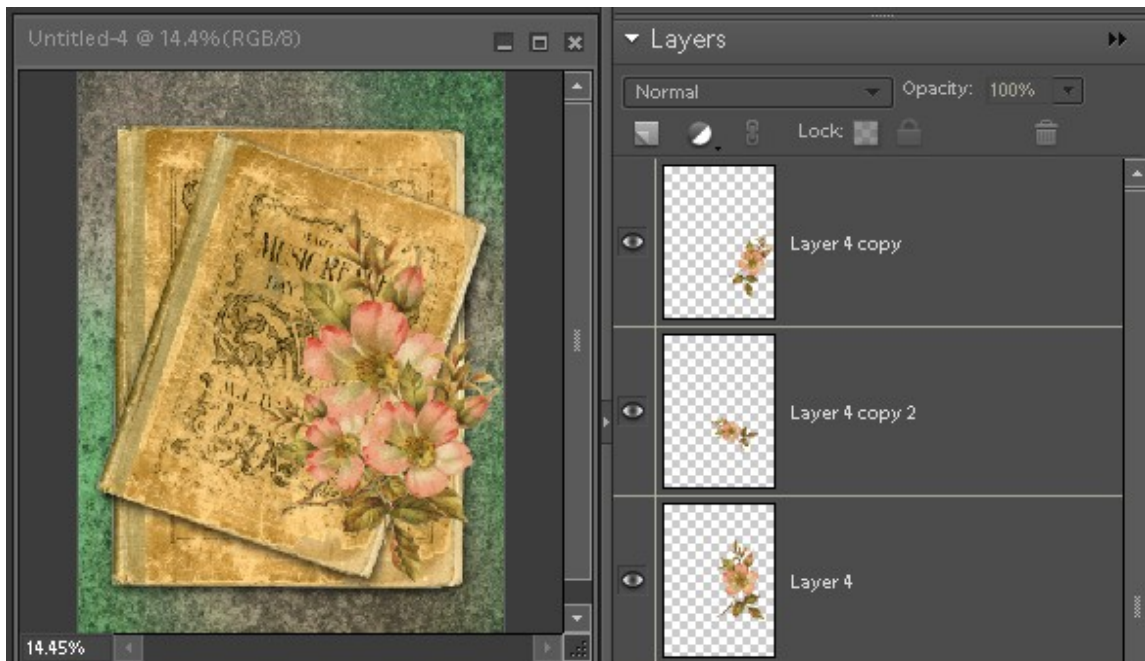 Untitled-4 @ 14.4%(RGB/8)
MUSIC
14.45%
Layers
Normal
Opacity: 100%
Lock:
Layer 4 copy
Layer 4 copy 2
Layer 4